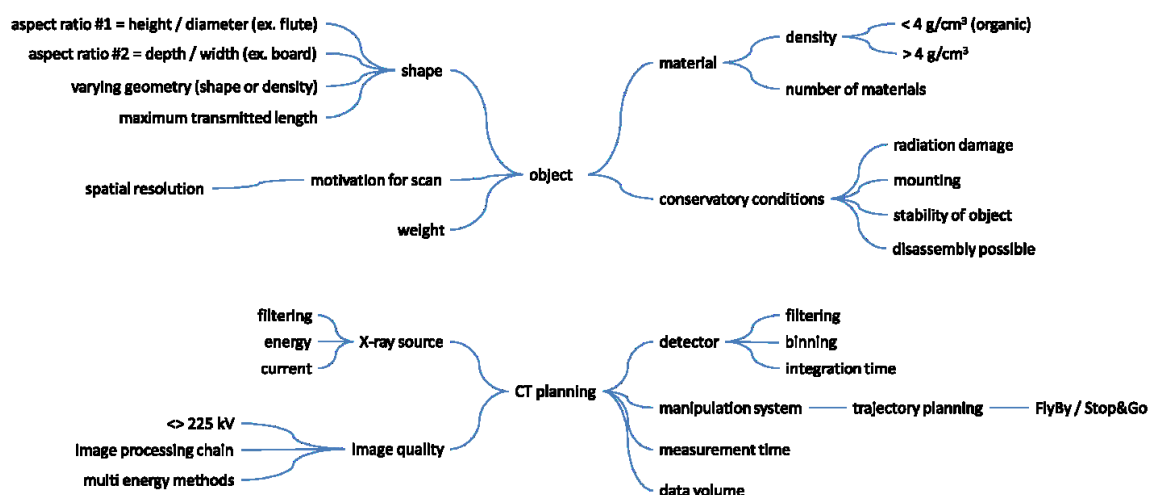 aspect ratio #1 = height / diameter (ex. flute)
aspect ratio #2 = depth / width (ex. board)
varying geometry (shape or density)
maximum transmitted length
shape
spatial resolution
motivation for scan
weight
object
material
density
< 4 g/cm³ (organic)
> 4 g/cm³
number of materials
conservatory conditions
radiation damage
mounting
stability of object
disassembly possible
filtering
energy
current
X-ray source
<> 225 kV
image processing chain
multi energy methods
image quality
CT planning
detector
filtering
binning
integration time
manipulation system
trajectory planning
FlyBy / Stop&Go
measurement time
data volume